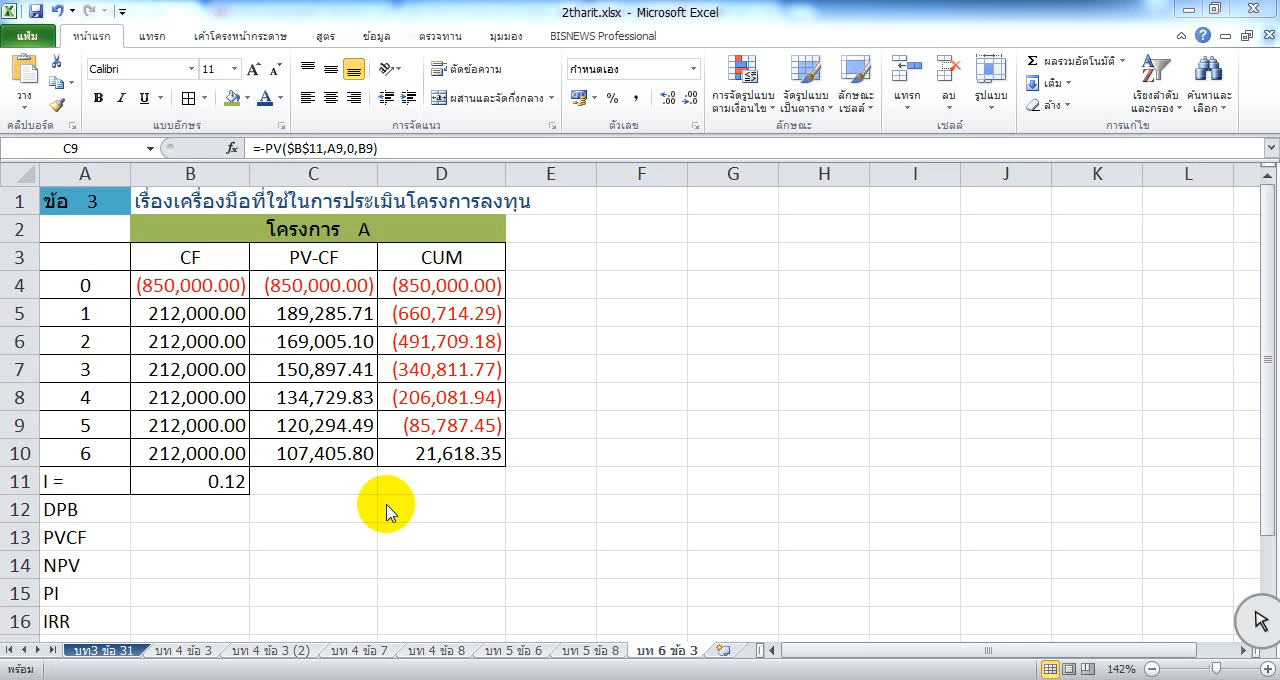 2tharit.xlsx - Microsoft Excel
แฟ้ม หน้าแรก แทรก เค้าโครงหน้ากระดาษ สูตร ข้อมูล ตรวจทาน มุมมอง BISNEWS Professional
วาง Calibri 11 ตัดข้อความ กำหนดเอง ผลรวมอัตโนมัติ
B I U ผสานและจัดกึ่งกลาง % การจัดรูปแบบตามเงื่อนไข จัดรูปแบบเป็นตาราง ลักษณะเซลล์ แทรก ลบ รูปแบบ เติม ล้าง เรียงลำดับและกรอง ค้นหาและเลือก
คลิปบอร์ด แบบอักษร การจัดแนว ตัวเลข ลักษณะ เซลล์ การแก้ไข
C9 fx =-PV($B$11,A9,0,B9)
A B C D E F G H I J K L
1 ข้อ 3 เรื่องเครื่องมือที่ใช้ในการประเมินโครงการลงทุน
2 โครงการ A
3 CF PV-CF CUM
4 0 (850,000.00) (850,000.00) (850,000.00)
5 1 212,000.00 189,285.71 (660,714.29)
6 2 212,000.00 169,005.10 (491,709.18)
7 3 212,000.00 150,897.41 (340,811.77)
8 4 212,000.00 134,729.83 (206,081.94)
9 5 212,000.00 120,294.49 (85,787.45)
10 6 212,000.00 107,405.80 21,618.35
11 I = 0.12
12 DPB
13 PVCF
14 NPV
15 PI
16 IRR
บท3 ข้อ 31 บท 4 ข้อ 3 บท 4 ข้อ 3 (2) บท 4 ข้อ 7 บท 4 ข้อ 8 บท 5 ข้อ 1 บท 5 ข้อ 8 บท 6 ข้อ 3
พร้อม 142%